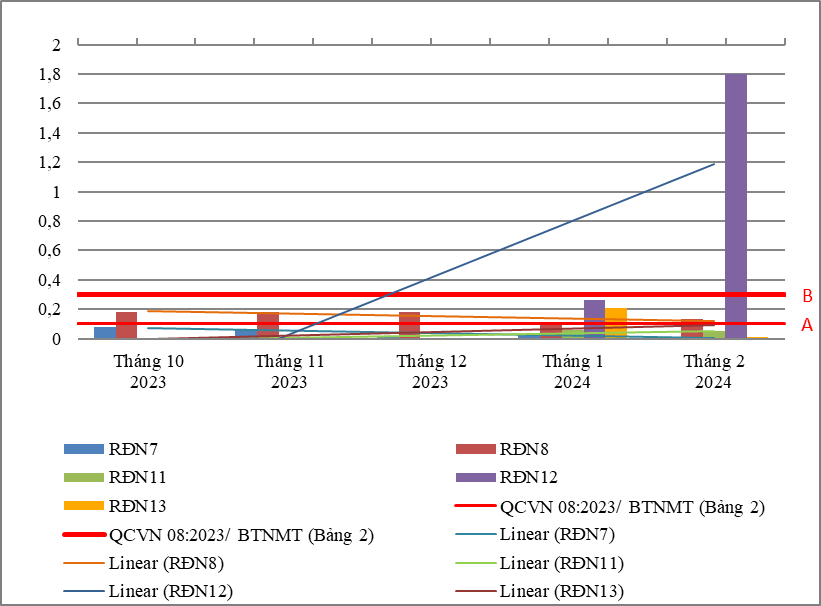 2
1,8
1,6
1,4
1,2
1
0,8
0,6
0,4
0,2
0
B
A
Tháng 10
2023
Tháng 11
2023
Tháng 12
2023
Tháng 1
2024
Tháng 2
2024
RĐN7
RĐN8
RĐN11
RĐN12
RĐN13
QCVN 08:2023/ BTNMT (Bảng 2)
QCVN 08:2023/ BTNMT (Bảng 2)
Linear (RĐN7)
Linear (RĐN8)
Linear (RĐN11)
Linear (RĐN12)
Linear (RĐN13)